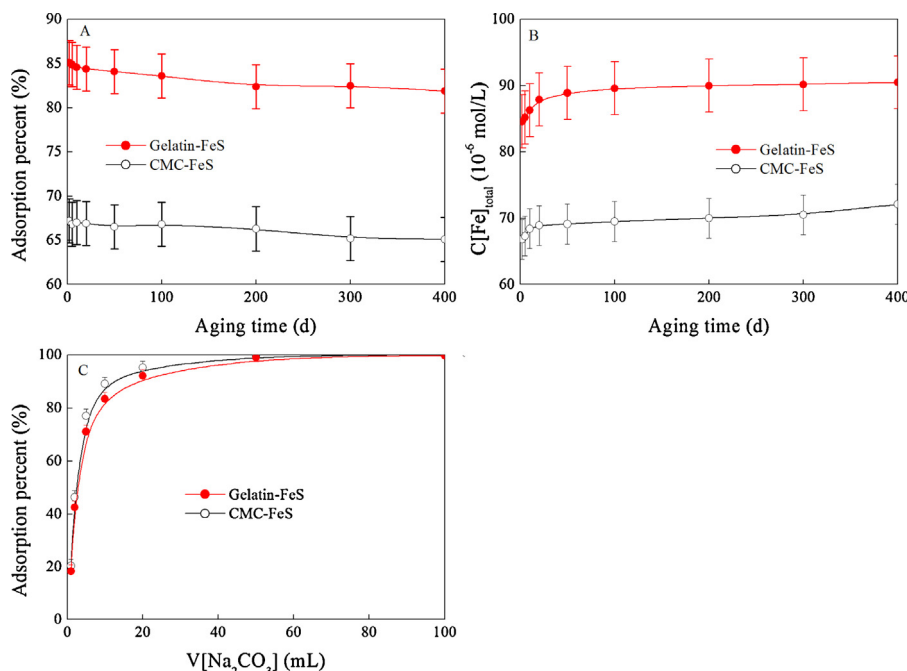 A
Adsorption percent (%)
90
85
80
75
70
65
60
Gelatin-FeS
CMC-FeS
0
100
200
300
400
Aging time (d)
B
C[Fe]total (10-6 mol/L)
100
90
80
70
60
Gelatin-FeS
CMC-FeS
0
100
200
300
400
Aging time (d)
C
Adsorption percent (%)
100
80
60
40
20
0
Gelatin-FeS
CMC-FeS
0
20
40
60
80
100
V[Na2CO3] (mL)